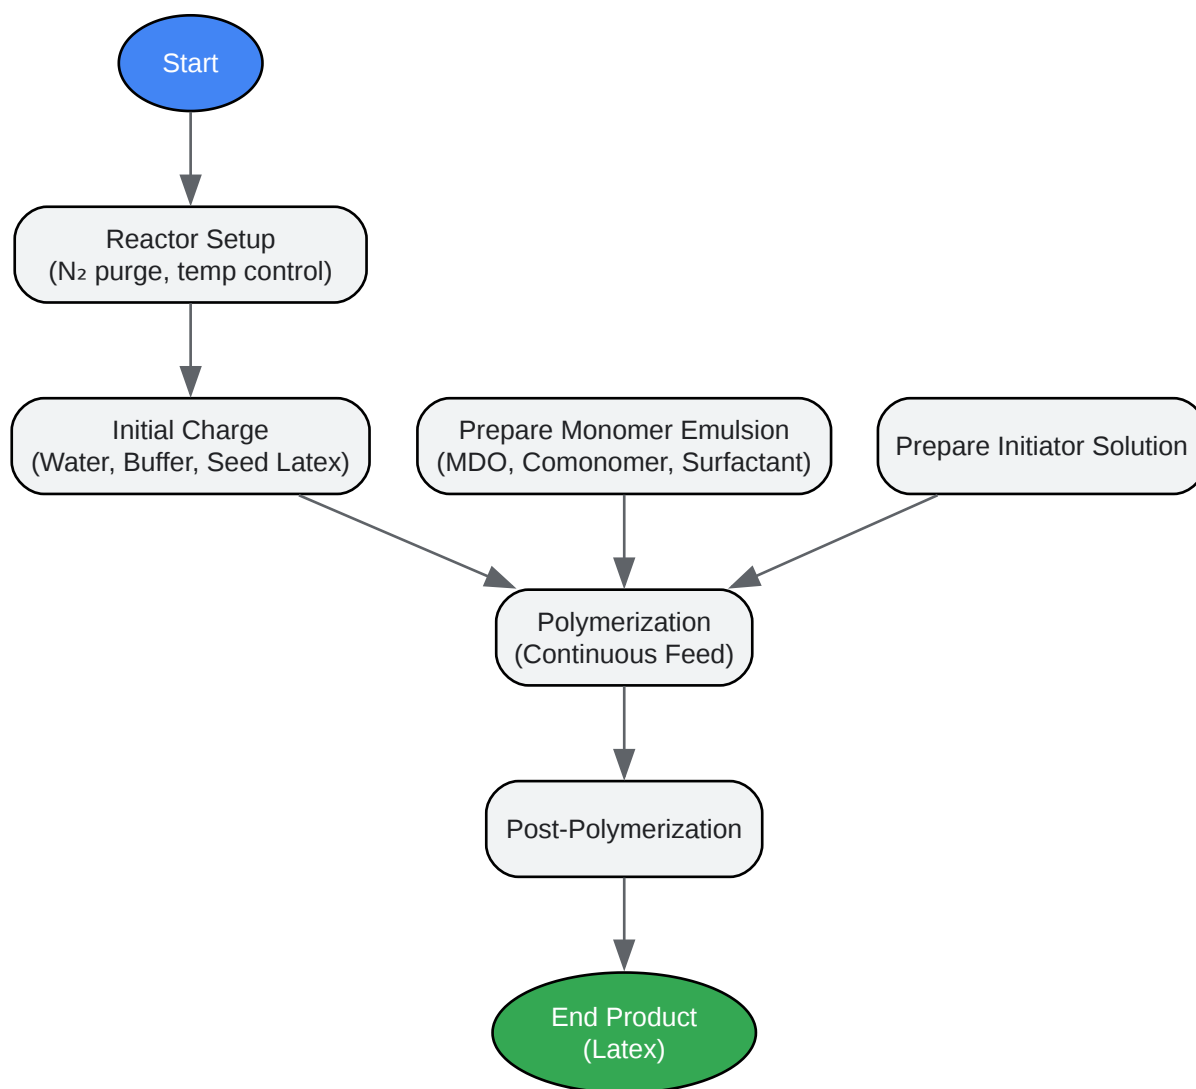 Start
Reactor Setup
(N₂ purge, temp control)
Initial Charge
(Water, Buffer, Seed Latex)
Prepare Monomer Emulsion
(MDO, Comonomer, Surfactant)
Prepare Initiator Solution
Polymerization
(Continuous Feed)
Post-Polymerization
End Product
(Latex)